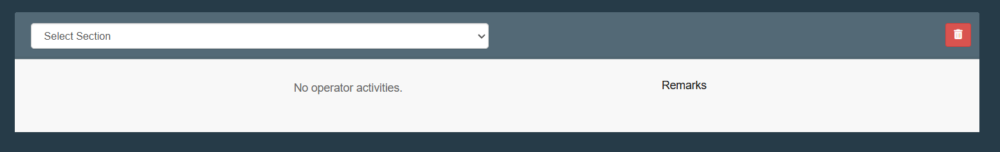 Select Section
No operator activities.
Remarks